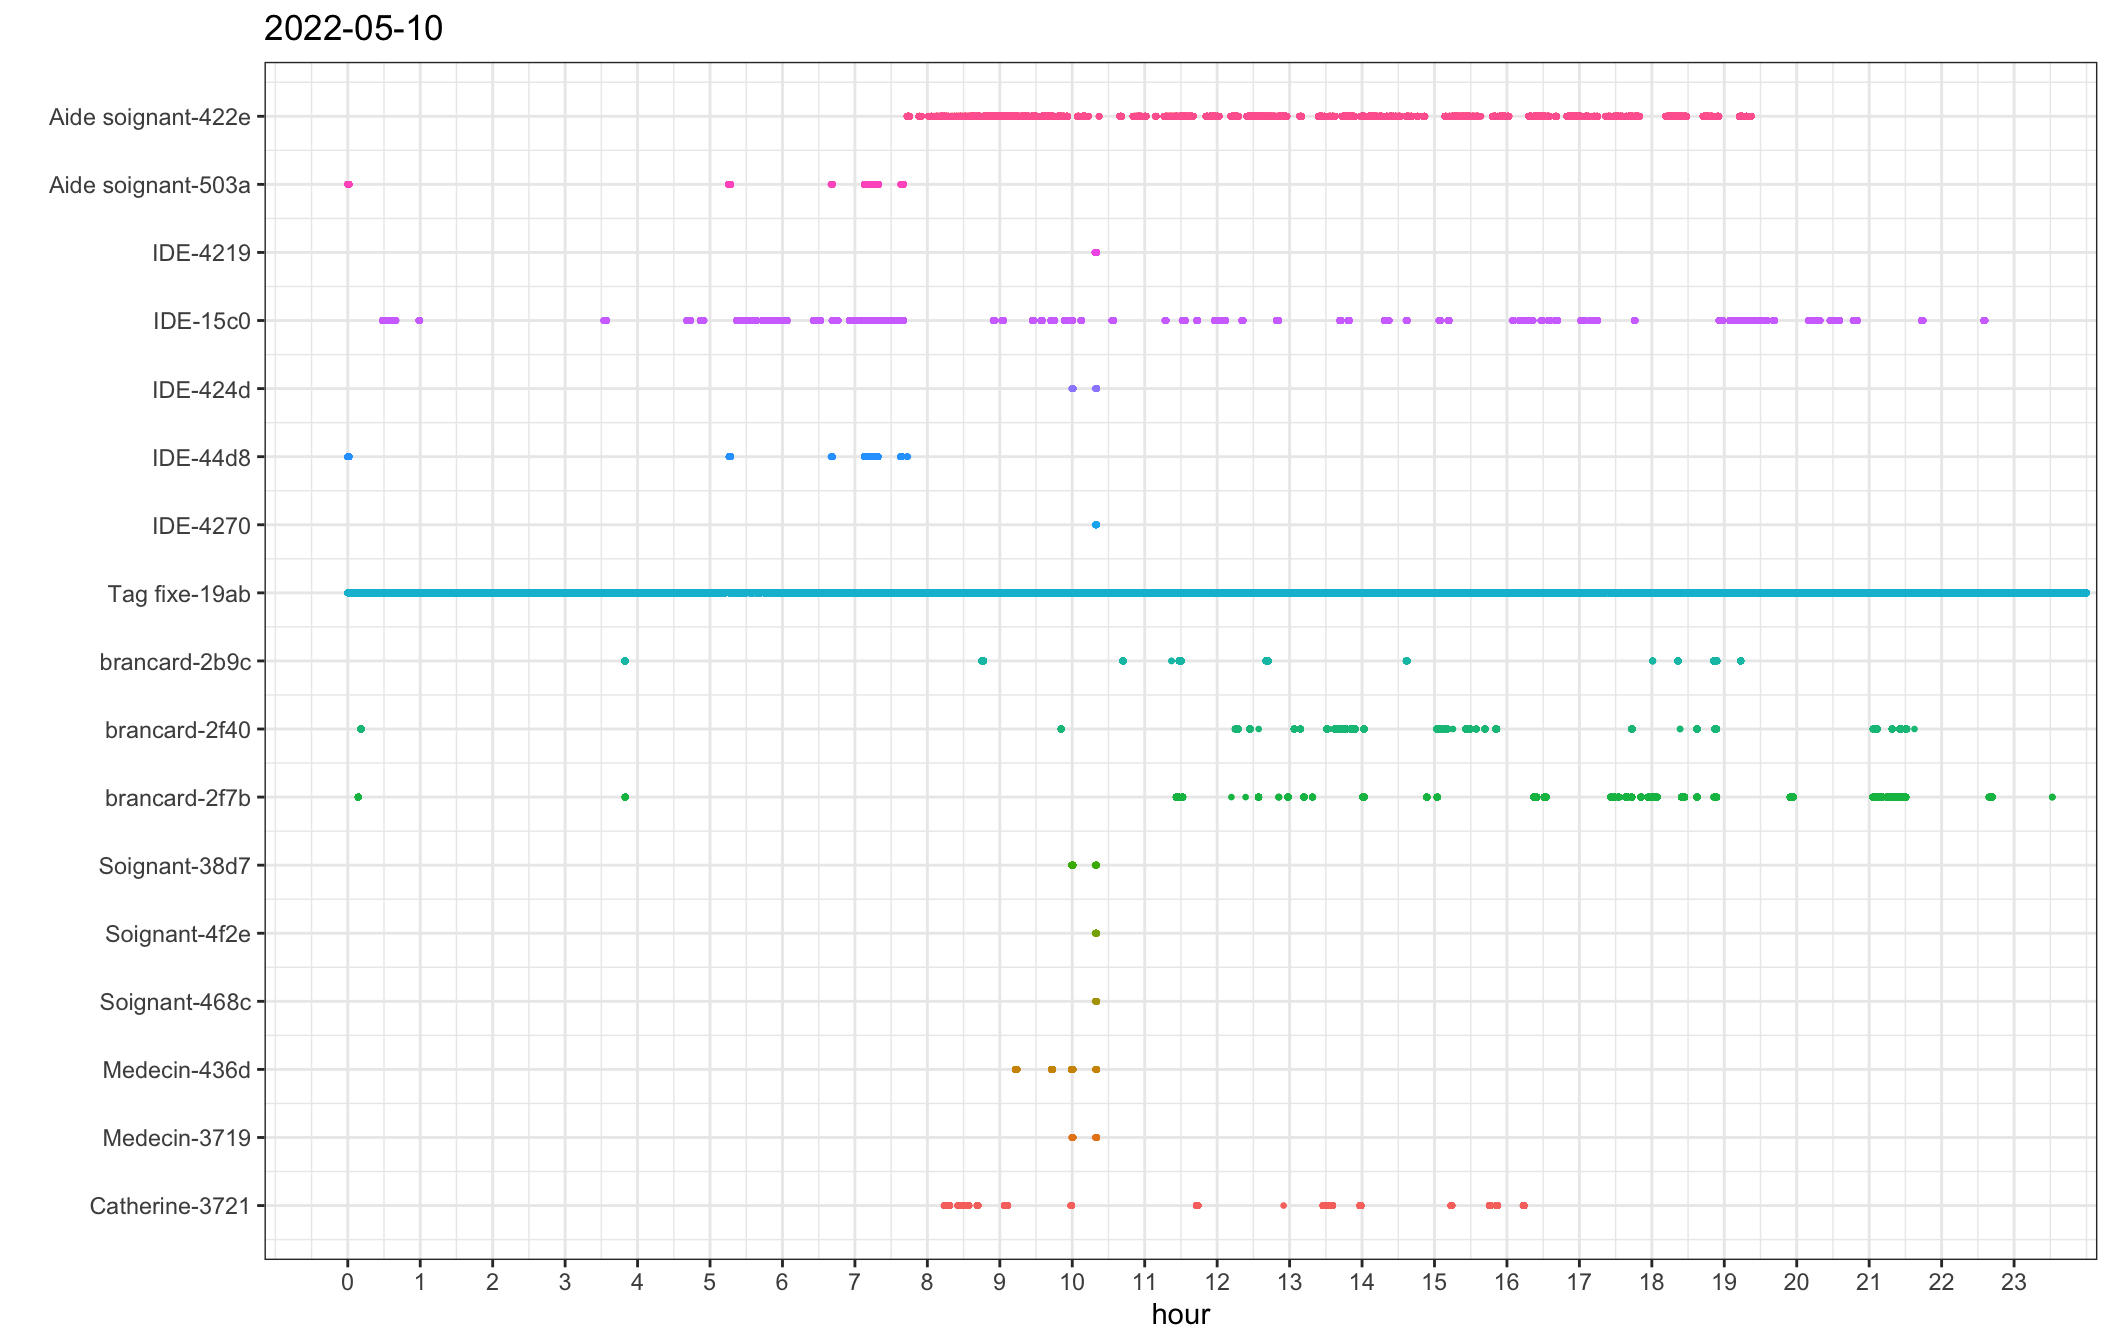 2022-05-10
Aide soignant-422e
Aide soignant-503a
IDE-4219
IDE-15c0
IDE-424d
IDE-44d8
IDE-4270
Tag fixe-19ab
brancard-2b9c
brancard-2f40
brancard-2f7b
Soignant-38d7
Soignant-4f2e
Soignant-468c
Medecin-436d
Medecin-3719
Catherine-3721
0 1 2 3 4 5 6 7 8 9 10 11 12 13 14 15 16 17 18 19 20 21 22 23
hour